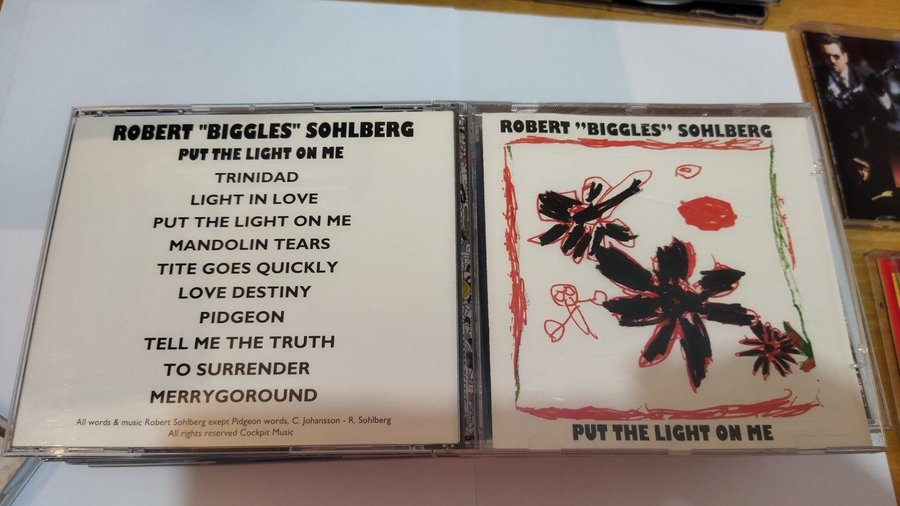 ROBERT "BIGGLES" SOHLBERG
PUT THE LIGHT ON ME
TRINIDAD
LIGHT IN LOVE
PUT THE LIGHT ON ME
MANDOLIN TEARS
TITE GOES QUICKLY
LOVE DESTINY
PIDGEON
TELL ME THE TRUTH
TO SURRENDER
MERRYGOROUND
All words & music Robert Sohlberg exept Pidgeon words, C. Johansson - R. Sohlberg
All rights reserved Cockpit Music
ROBERT ”BIGGLES” SOHLBERG
PUT THE LIGHT ON ME